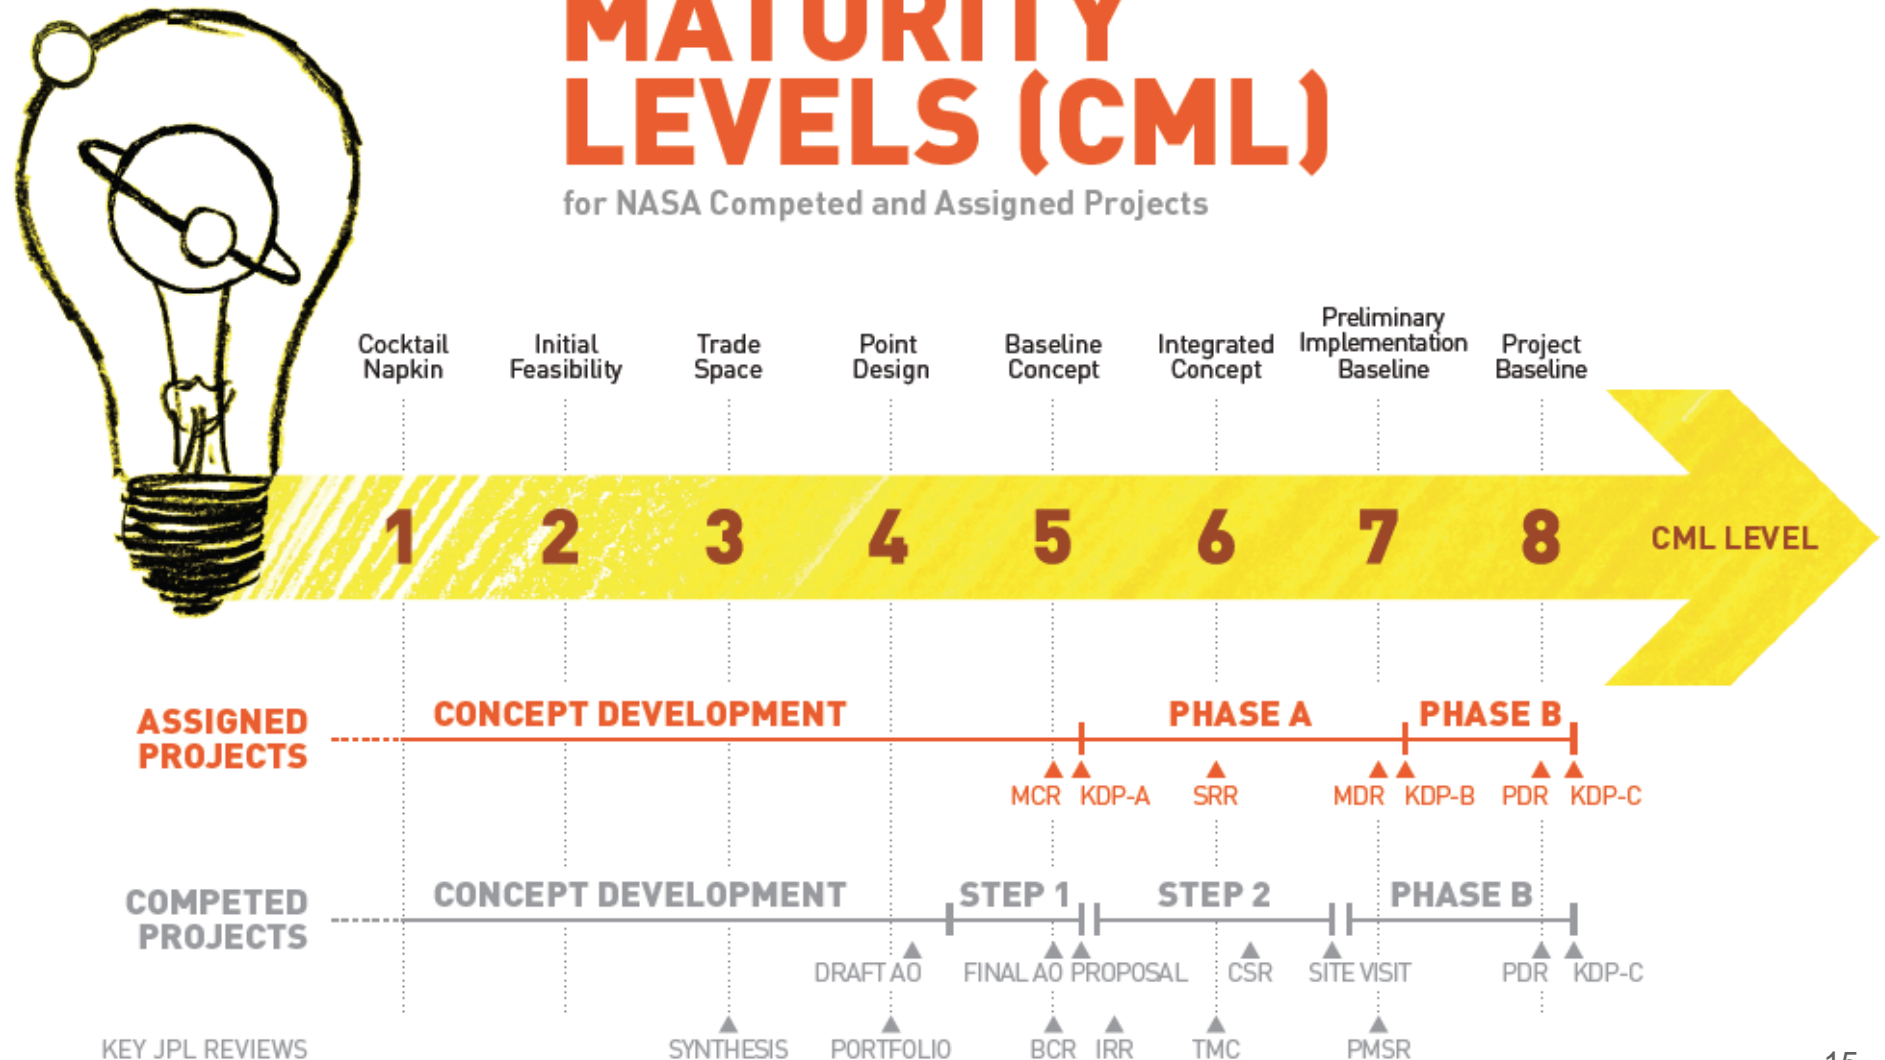 MATURITY
LEVELS (CML)
for NASA Competed and Assigned Projects
Cocktail
Napkin
Initial
Feasibility
Trade
Space
Point
Design
Baseline
Concept
Integrated
Concept
Preliminary
Implementation
Baseline
Project
Baseline
1 2 3 4 5 6 7 8 CML LEVEL
ASSIGNED
PROJECTS
CONCEPT DEVELOPMENT PHASE A PHASE B
MCR KDP-A SRR MDR KDP-B PDR KDP-C
COMPETED
PROJECTS
CONCEPT DEVELOPMENT STEP 1 STEP 2 PHASE B
DRAFT AO FINAL AO PROPOSAL CSR SITE VISIT PDR KDP-C
KEY JPL REVIEWS SYNTHESIS PORTFOLIO BCR IRR TMC PMSR
15